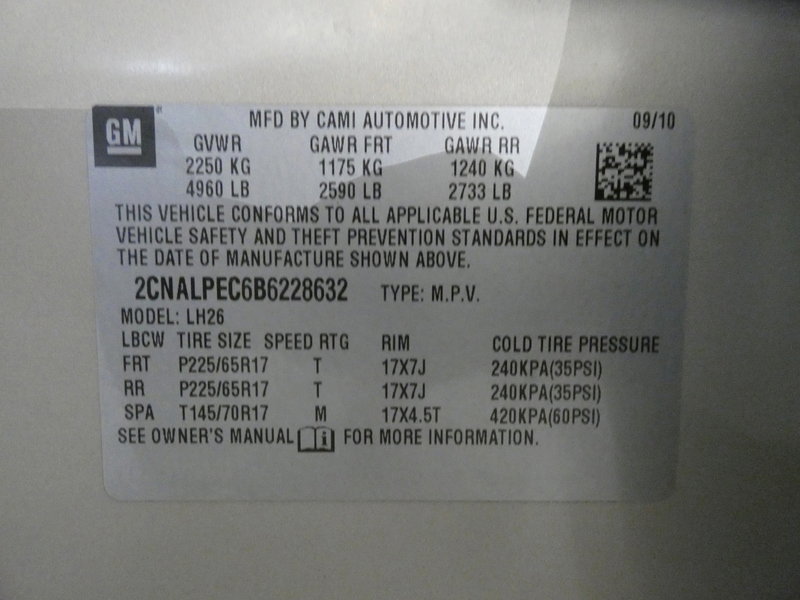 GM MFD BY CAMI AUTOMOTIVE INC. 09/10
GVWR GAWR FRT GAWR RR
2250 KG 1175 KG 1240 KG
4960 LB 2590 LB 2733 LB
THIS VEHICLE CONFORMS TO ALL APPLICABLE U.S. FEDERAL MOTOR
VEHICLE SAFETY AND THEFT PREVENTION STANDARDS IN EFFECT ON
THE DATE OF MANUFACTURE SHOWN ABOVE.
2CNALPEC6B6228632 TYPE: M.P.V.
MODEL: LH26
LBCW TIRE SIZE SPEED RTG RIM COLD TIRE PRESSURE
FRT P225/65R17 T 17X7J 240KPA(35PSI)
RR P225/65R17 T 17X7J 240KPA(35PSI)
SPA T145/70R17 M 17X4.5T 420KPA(60PSI)
SEE OWNER'S MANUAL i FOR MORE INFORMATION.